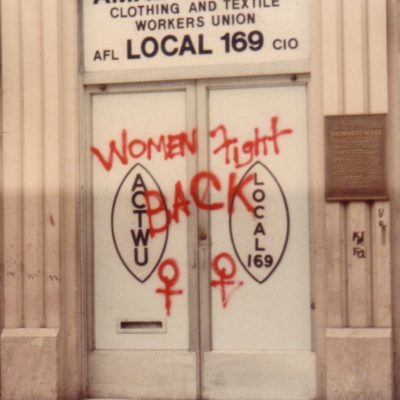 CLOTHING AND TEXTILE
WORKERS UNION
AFL LOCAL 169 CIO
WOMEN Fight
BACK
ACTWU
LOCAL
169